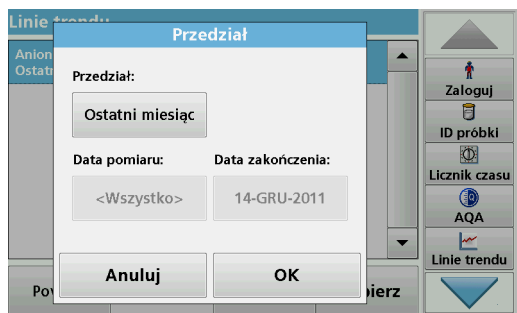 Linie trendu
Przedział
Przedział:
Ostatni miesiąc
Data pomiaru:
Data zakończenia:
<Wszystko>
14-GRU-2011
Anuluj
OK
Zaloguj
ID próbki
Licznik czasu
AQA
Linie trendu